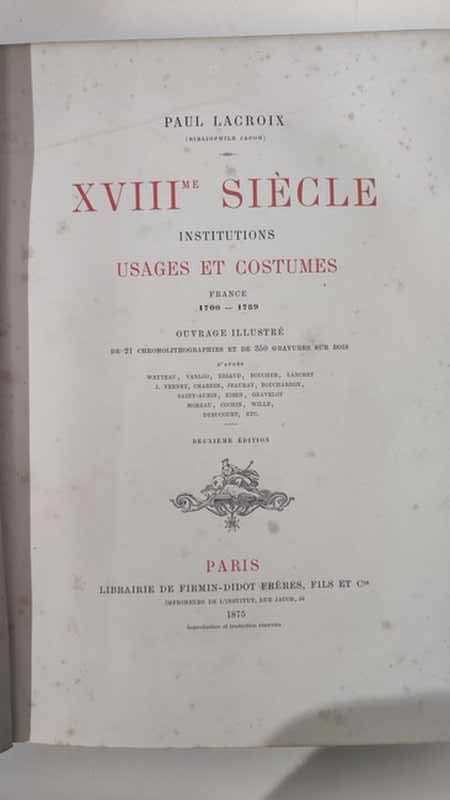 PAUL LACROIX
(BIBLIOPHILE JACOB)
XVIIIME SIÈCLE
INSTITUTIONS
USAGES ET COSTUMES
FRANCE
1700 — 1789
OUVRAGE ILLUSTRÉ
DE 21 CHROMOLITHOGRAPHIES ET DE 350 GRAVURES SUR BOIS
D'APRÈS
WATTEAU, VANLOO, RIGAUD, BOUCHER, LANCRET
J. VERNET, CHARDIN, JEAURAT, BOUCHARDON,
SAINT-AUBIN, EISEN, GRAVELOT
MOREAU, COCHIN, WILLE,
DEBUCOURT, ETC.
DEUXIÈME ÉDITION
PARIS
LIBRAIRIE DE FIRMIN-DIDOT FRÈRES, FILS ET Cie
IMPRIMEURS DE L'INSTITUT, RUE JACOB, 56
1875
Reproduction et traduction réservées